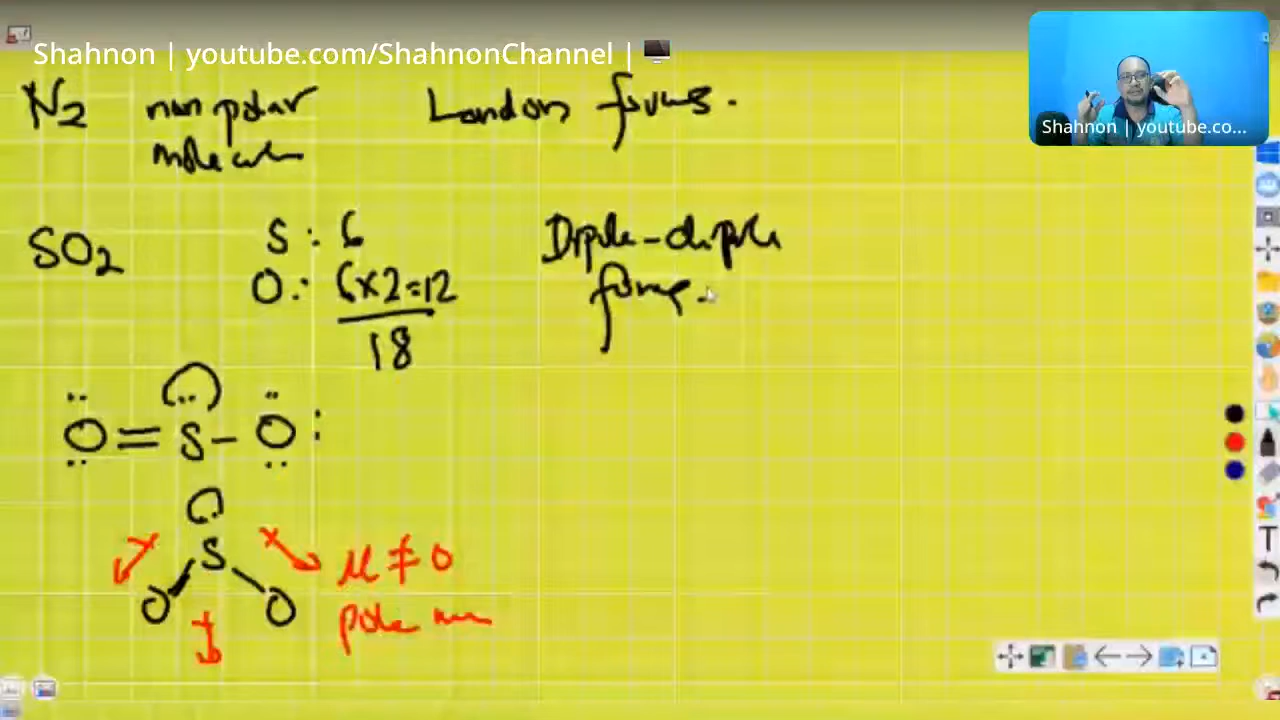 Shahnon | youtube.com/ShahnonChannel |
Shahnon | youtube.co...
N2 non polar London forces.
molecule
SO2 S : 6 Dipole-dipole
O : 6x2=12 forces.
18
O = S - O
S
O O
μ ≠ 0
T